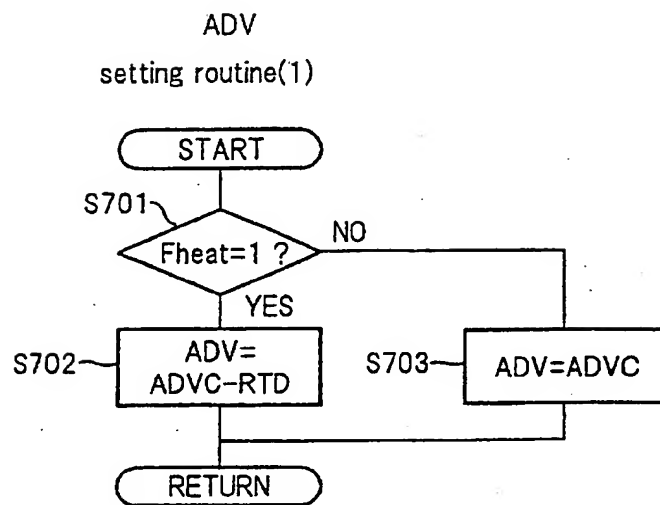 ADV
setting routine(1)
START
S701
Fheat=1 ?
NO
YES
S702
ADV=
ADVC-RTD
S703
ADV=ADVC
RETURN